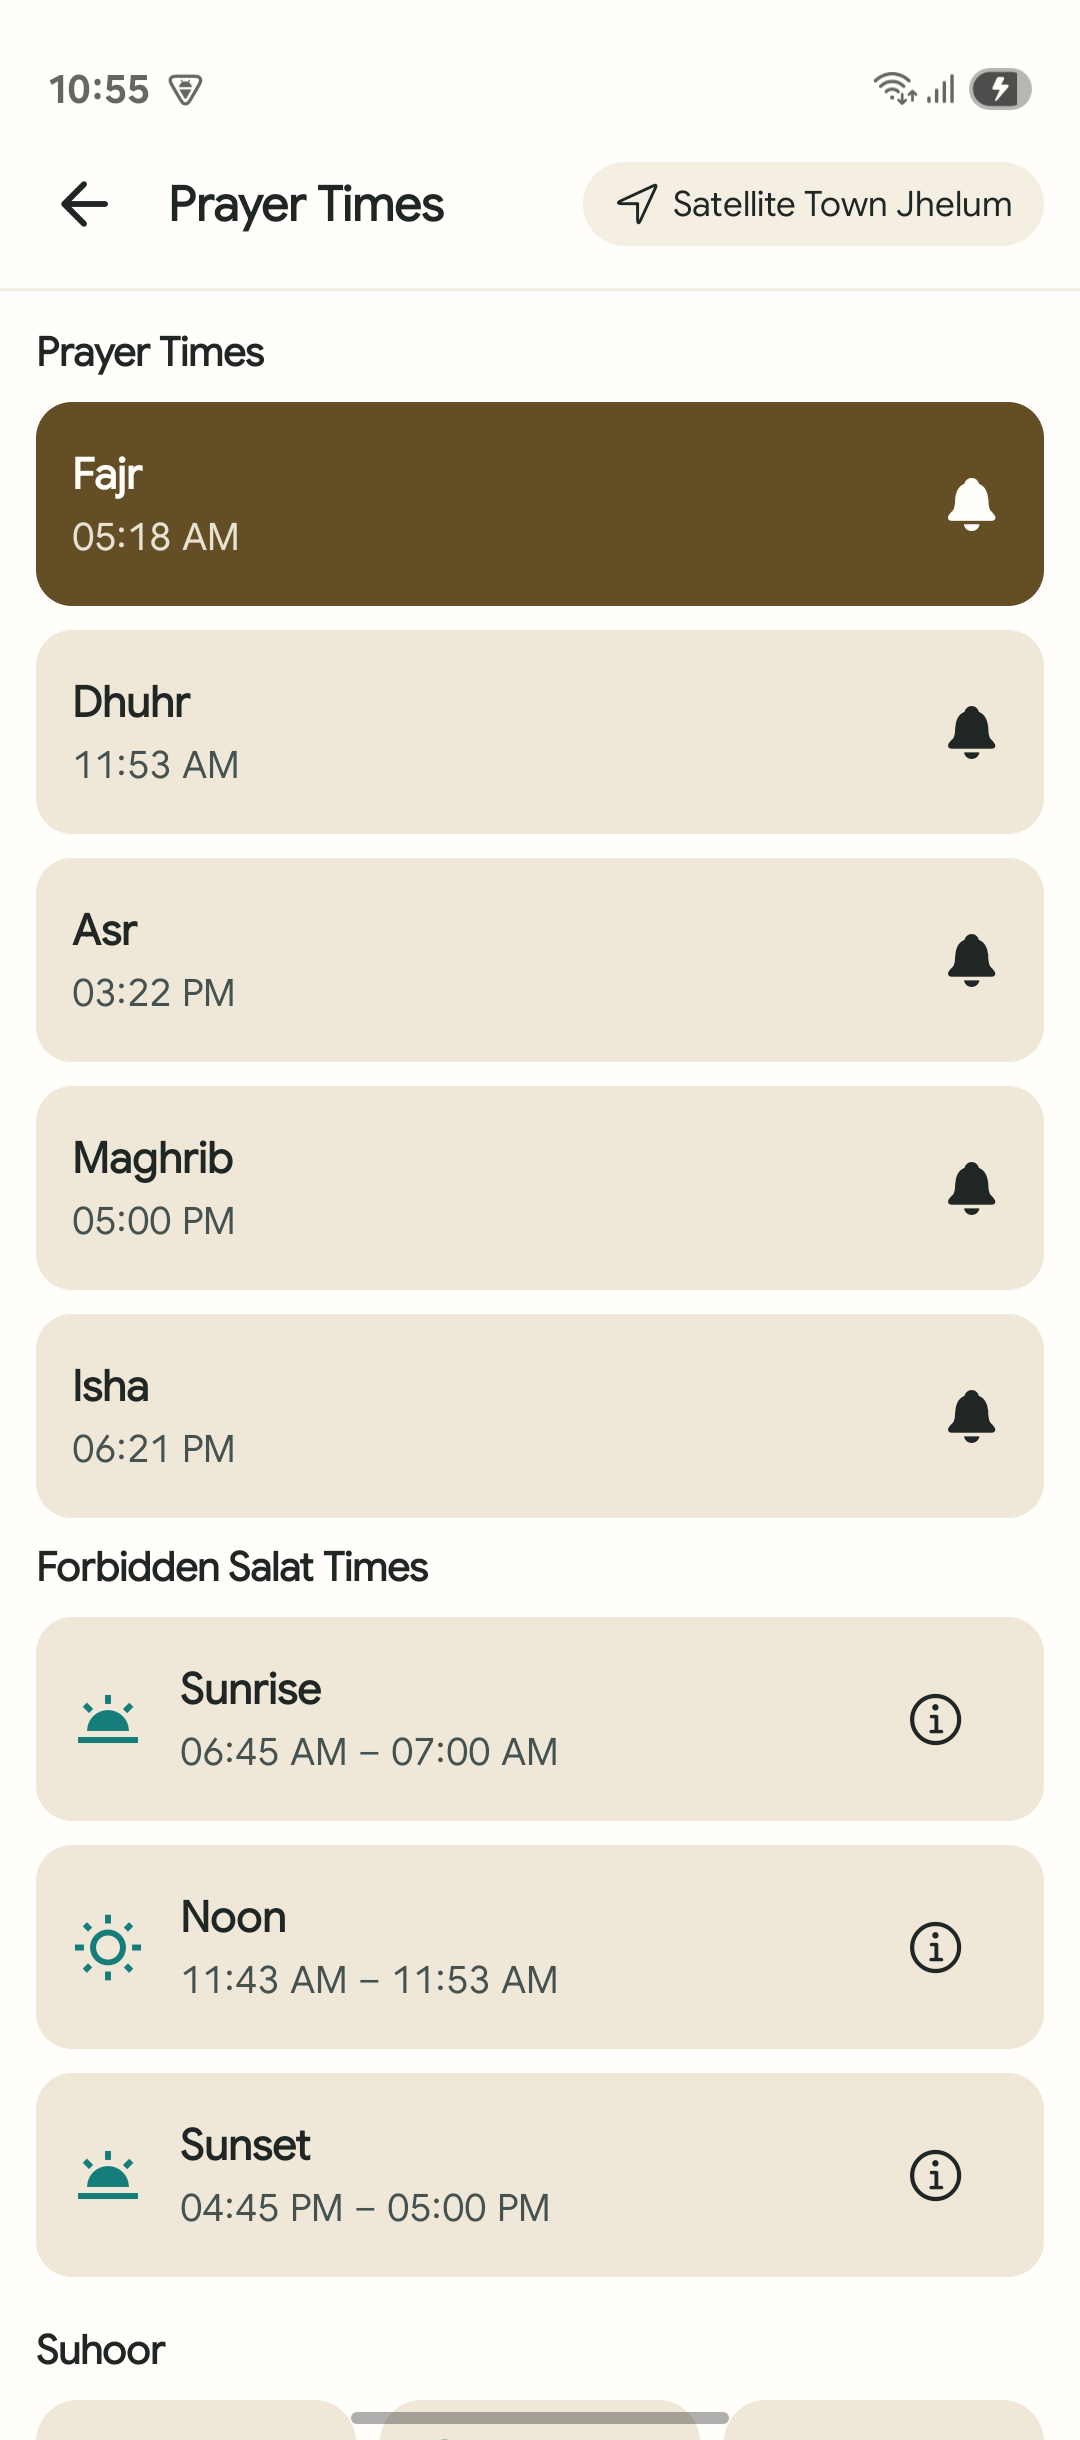 10:55
Prayer Times
Satellite Town Jhelum
Prayer Times
Fajr
05:18 AM
Dhuhr
11:53 AM
Asr
03:22 PM
Maghrib
05:00 PM
Isha
06:21 PM
Forbidden Salat Times
Sunrise
06:45 AM – 07:00 AM
Noon
11:43 AM – 11:53 AM
Sunset
04:45 PM – 05:00 PM
Suhoor